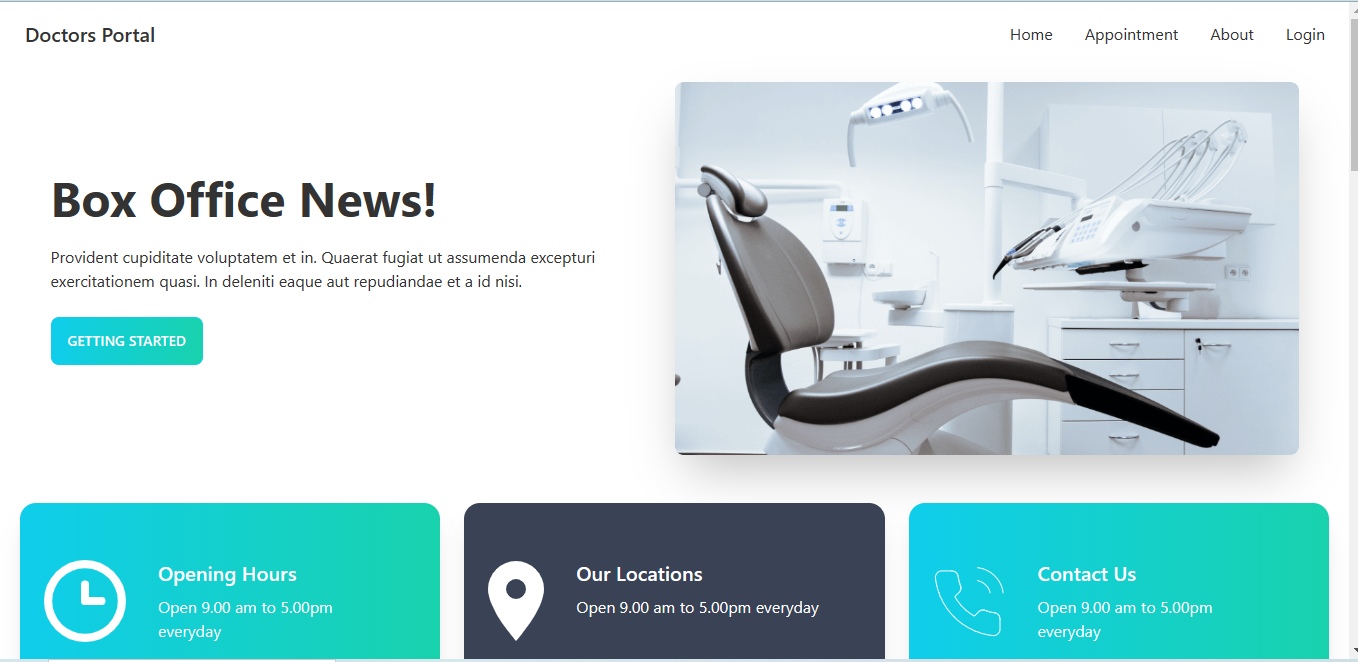 Doctors Portal
Home Appointment About Login
Box Office News!
Provident cupiditate voluptatem et in. Quaerat fugiat ut assumenda excepturi
exercitationem quasi. In deleniti eaque aut repudiandae et a id nisi.
GETTING STARTED
Opening Hours
Open 9.00 am to 5.00pm
everyday
Our Locations
Open 9.00 am to 5.00pm everyday
Contact Us
Open 9.00 am to 5.00pm
everyday